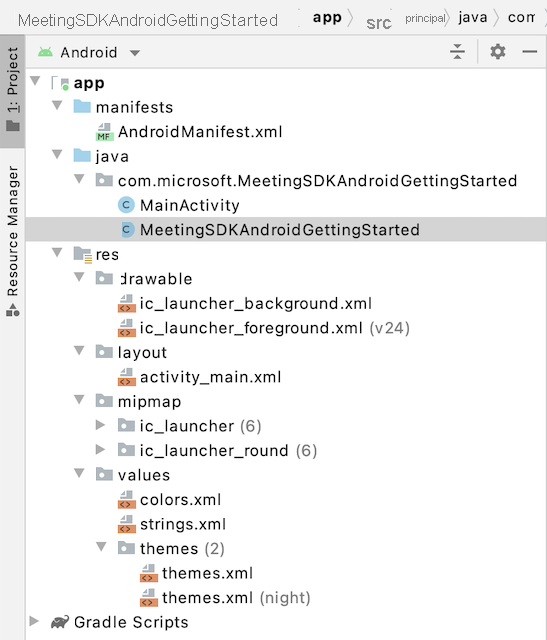 MeetingSDKAndroidGettingStarted app src principal java com
1: Project
Resource Manager
Android
app
manifests
AndroidManifest.xml
java
com.microsoft.MeetingSDKAndroidGettingStarted
MainActivity
MeetingSDKAndroidGettingStarted
res
drawable
ic_launcher_background.xml
ic_launcher_foreground.xml (v24)
layout
activity_main.xml
mipmap
ic_launcher (6)
ic_launcher_round (6)
values
colors.xml
strings.xml
themes (2)
themes.xml
themes.xml (night)
Gradle Scripts